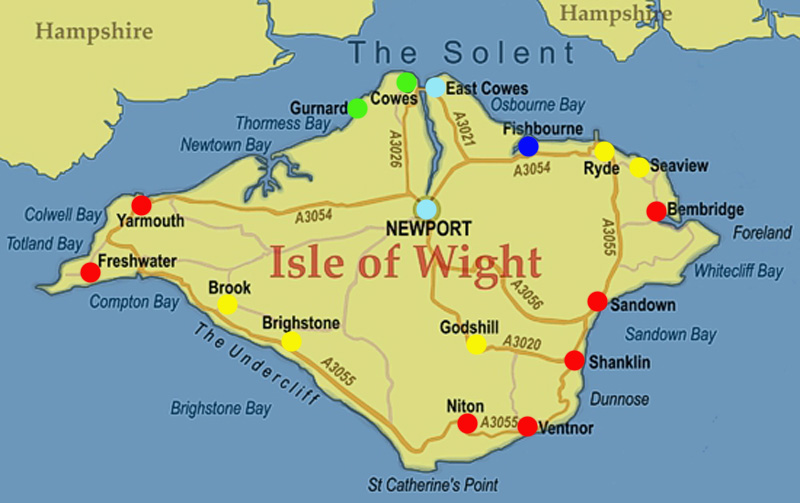 Hampshire
Hampshire
The Solent
Cowes
East Cowes
Gurnard
Osbourne Bay
Thormess Bay
Fishbourne
Newtown Bay
A3026
A3021
A3054
Ryde
Seaview
Colwell Bay
Yarmouth
A3054
NEWPORT
Bembridge
Totland Bay
Foreland
A3055
Freshwater
Isle of Wight
Whitecliff Bay
Compton Bay
Brook
A3056
Sandown
Brighstone
Godshill
A3020
Sandown Bay
The Undercliff
A3055
Shanklin
Dunnose
Brighstone Bay
Niton
A3055
Ventnor
St Catherine's Point